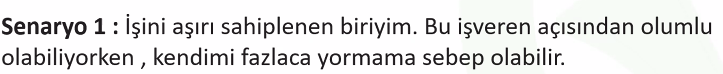 Senaryo 1 : İşini aşırı sahiplenen biriyim. Bu işveren açısından olumlu
olabiliyorken , kendimi fazlaca yormama sebep olabilir.